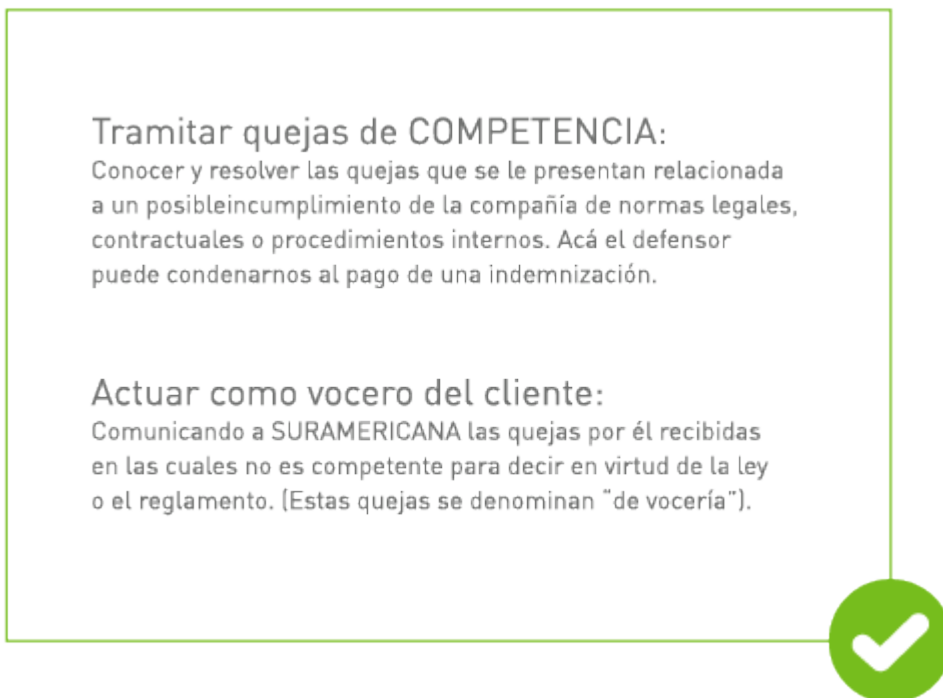 Tramitar quejas de COMPETENCIA:
Conocer y resolver las quejas que se le presentan relacionada
a un posibleincumplimiento de la compañía de normas legales,
contractuales o procedimientos internos. Acá el defensor
puede condenarnos al pago de una indemnización.
Actuar como vocero del cliente:
Comunicando a SURAMERICANA las quejas por él recibidas
en las cuales no es competente para decir en virtud de la ley
o el reglamento. (Estas quejas se denominan “de vocería”).